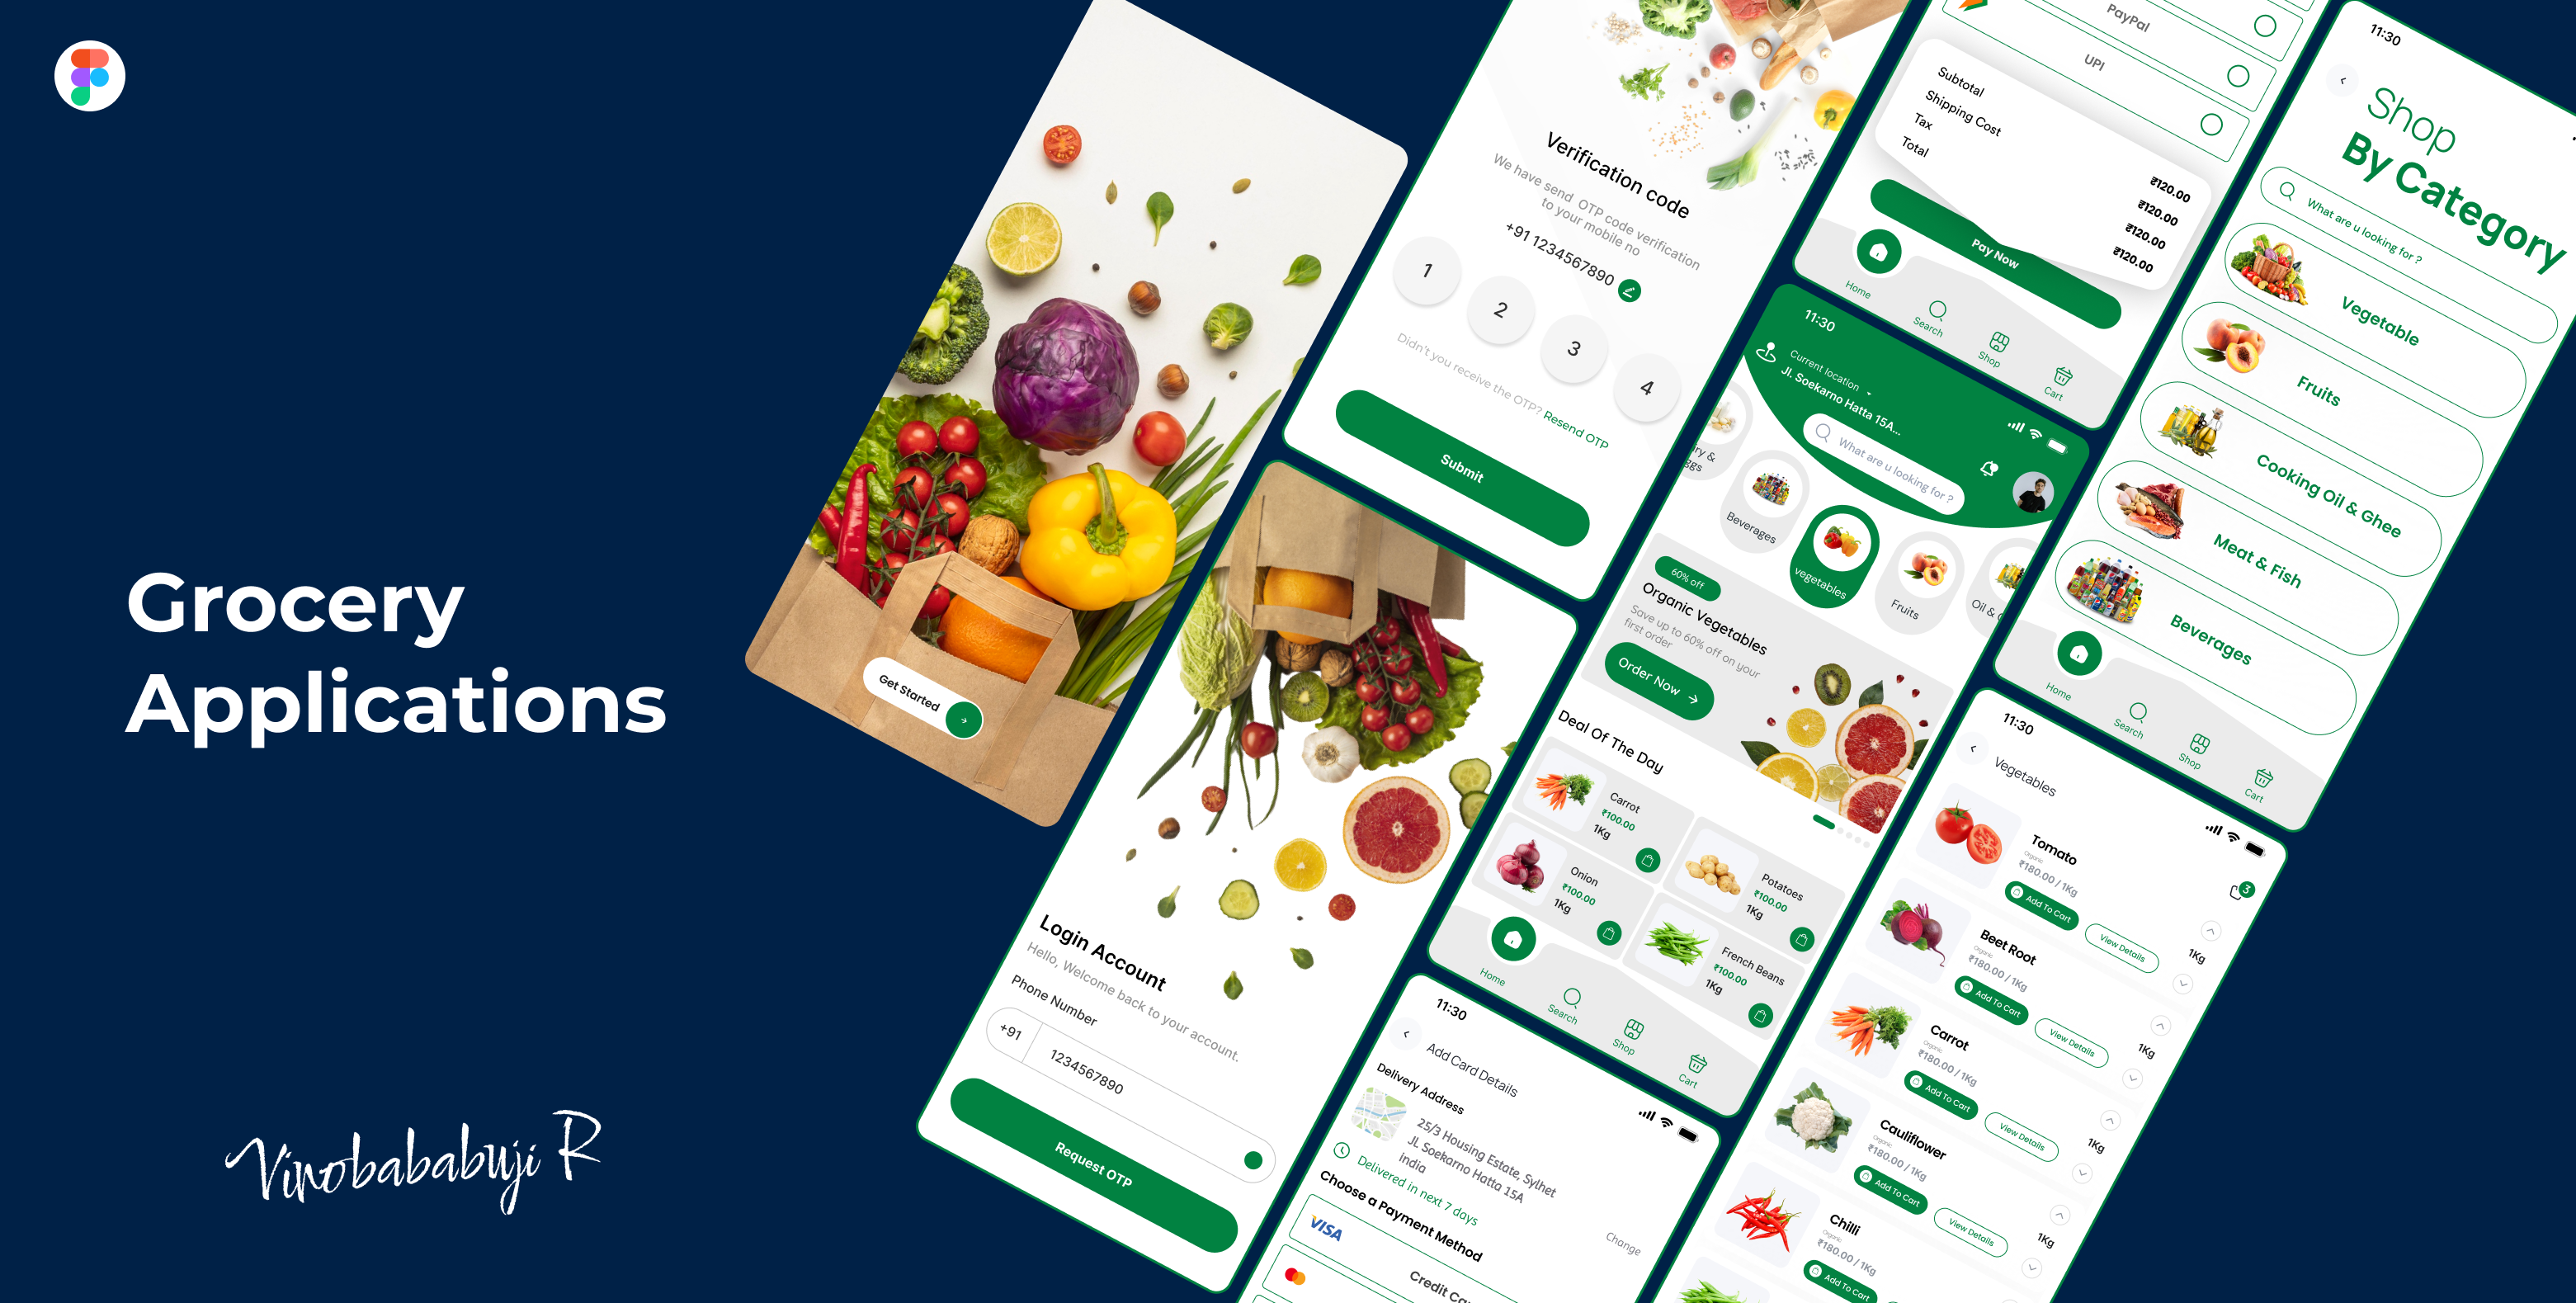 Grocery
Applications
Vinobababuji R
Get Started
Verification code
We have send OTP code verification
to your mobile no
+91 1234567890
1
2
3
4
Didn't you receive the OTP? Resend OTP
Submit
Login Account
Hello, Welcome back to your account.
Phone Number
+91
1234567890
Request OTP
PayPal
UPI
Subtotal
₹120.00
Shipping Cost
₹120.00
Tax
₹120.00
Total
₹120.00
Pay Now
Home
Search
Shop
Cart
11:30
Current location
Jl. Soekarno Hatta 15A...
What are u looking for ?
Beverages
vegetables
Fruits
Oil &
60% off
Organic Vegetables
Save up to 60% off on your
first order
Order Now
Deal Of The Day
Carrot
₹100.00
1Kg
Potatoes
₹100.00
1Kg
Onion
₹100.00
1Kg
French Beans
₹100.00
1Kg
Home
Search
Shop
Cart
11:30
Add Card Details
Delivery Address
25/3 Housing Estate, Sylhet
Jl. Soekarno Hatta 15A
India
Delivered in next 7 days
Change
Choose a Payment Method
VISA
11:30
Shop
By Category
What are u looking for ?
Vegetable
Fruits
Cooking Oil & Ghee
Meat & Fish
Beverages
Home
Search
Shop
Cart
11:30
Vegetables
3
Tomato
Organic
₹180.00 / 1Kg
Add To Cart
View Details
1Kg
Beet Root
Organic
₹180.00 / 1Kg
Add To Cart
View Details
1Kg
Carrot
Organic
₹180.00 / 1Kg
Add To Cart
View Details
1Kg
Cauliflower
Organic
₹180.00 / 1Kg
Add To Cart
View Details
1Kg
Chilli
Organic
₹180.00 / 1Kg
Add To Cart